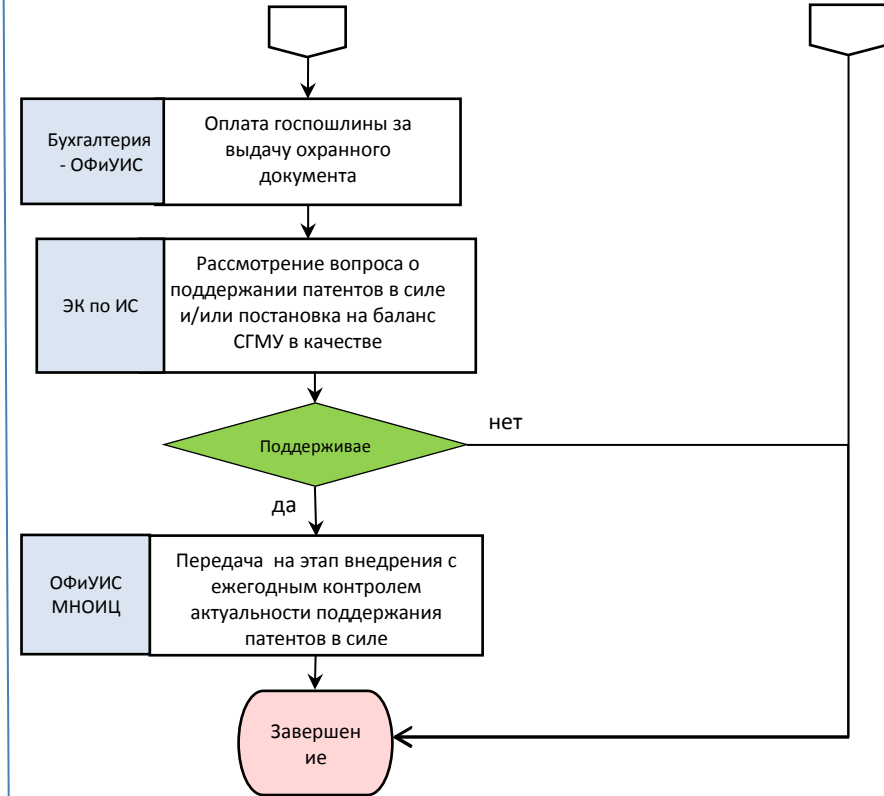 Бухгалтерия
- ОФиУИС
Оплата госпошлины за
выдачу охранного
документа
ЭК по ИС
Рассмотрение вопроса о
поддержании патентов в силе
и/или постановка на баланс
СГМУ в качестве
Поддерживае
нет
да
ОФиУИС
МНОИЦ
Передача на этап внедрения с
ежегодным контролем
актуальности поддержания
патентов в силе
Завершен
ие